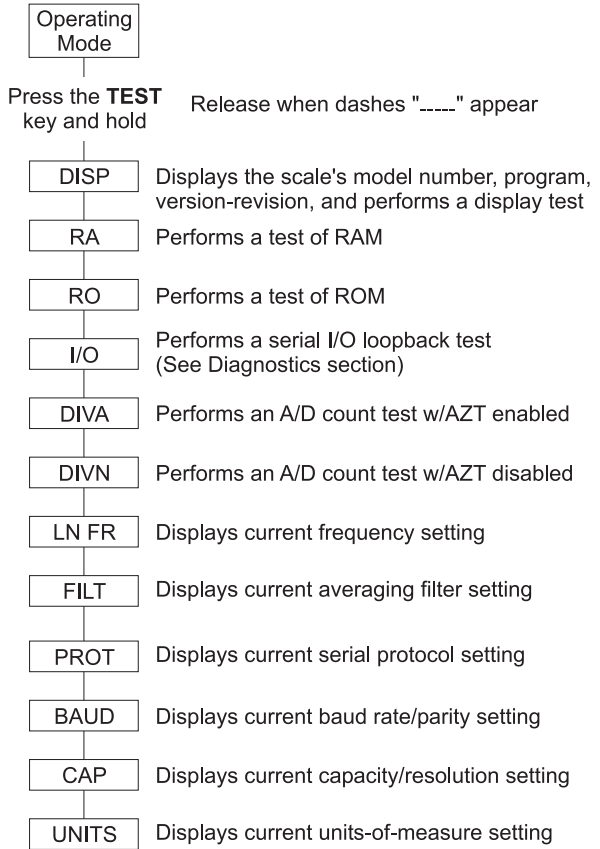 Operating
Mode
Press the TEST
key and hold
Release when dashes "-----" appear
DISP
Displays the scale's model number, program,
version-revision, and performs a display test
RA
Performs a test of RAM
RO
Performs a test of ROM
I/O
Performs a serial I/O loopback test
(See Diagnostics section)
DIVA
Performs an A/D count test w/AZT enabled
DIVN
Performs an A/D count test w/AZT disabled
LN FR
Displays current frequency setting
FILT
Displays current averaging filter setting
PROT
Displays current serial protocol setting
BAUD
Displays current baud rate/parity setting
CAP
Displays current capacity/resolution setting
UNITS
Displays current units-of-measure setting